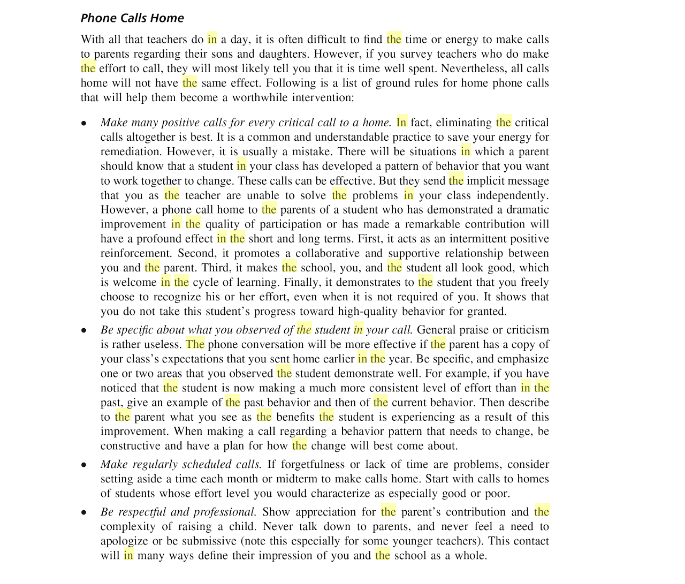 Phone Calls Home
With all that teachers do in a day, it is often difficult to find the time or energy to make calls
to parents regarding their sons and daughters. However, if you survey teachers who do make
the effort to call, they will most likely tell you that it is time well spent. Nevertheless, all calls
home will not have the same effect. Following is a list of ground rules for home phone calls
that will help them become a worthwhile intervention:
• Make many positive calls for every critical call to a home. In fact, eliminating the critical
calls altogether is best. It is a common and understandable practice to save your energy for
remediation. However, it is usually a mistake. There will be situations in which a parent
should know that a student in your class has developed a pattern of behavior that you want
to work together to change. These calls can be effective. But they send the implicit message
that you as the teacher are unable to solve the problems in your class independently.
However, a phone call home to the parents of a student who has demonstrated a dramatic
improvement in the quality of participation or has made a remarkable contribution will
have a profound effect in the short and long terms. First, it acts as an intermittent positive
reinforcement. Second, it promotes a collaborative and supportive relationship between
you and the parent. Third, it makes the school, you, and the student all look good, which
is welcome in the cycle of learning. Finally, it demonstrates to the student that you freely
choose to recognize his or her effort, even when it is not required of you. It shows that
you do not take this student's progress toward high-quality behavior for granted.
• Be specific about what you observed of the student in your call. General praise or criticism
is rather useless. The phone conversation will be more effective if the parent has a copy of
your class's expectations that you sent home earlier in the year. Be specific, and emphasize
one or two areas that you observed the student demonstrate well. For example, if you have
noticed that the student is now making a much more consistent level of effort than in the
past, give an example of the past behavior and then of the current behavior. Then describe
to the parent what you see as the benefits the student is experiencing as a result of this
improvement. When making a call regarding a behavior pattern that needs to change, be
constructive and have a plan for how the change will best come about.
• Make regularly scheduled calls. If forgetfulness or lack of time are problems, consider
setting aside a time each month or midterm to make calls home. Start with calls to homes
of students whose effort level you would characterize as especially good or poor.
• Be respectful and professional. Show appreciation for the parent's contribution and the
complexity of raising a child. Never talk down to parents, and never feel a need to
apologize or be submissive (note this especially for some younger teachers). This contact
will in many ways define their impression of you and the school as a whole.